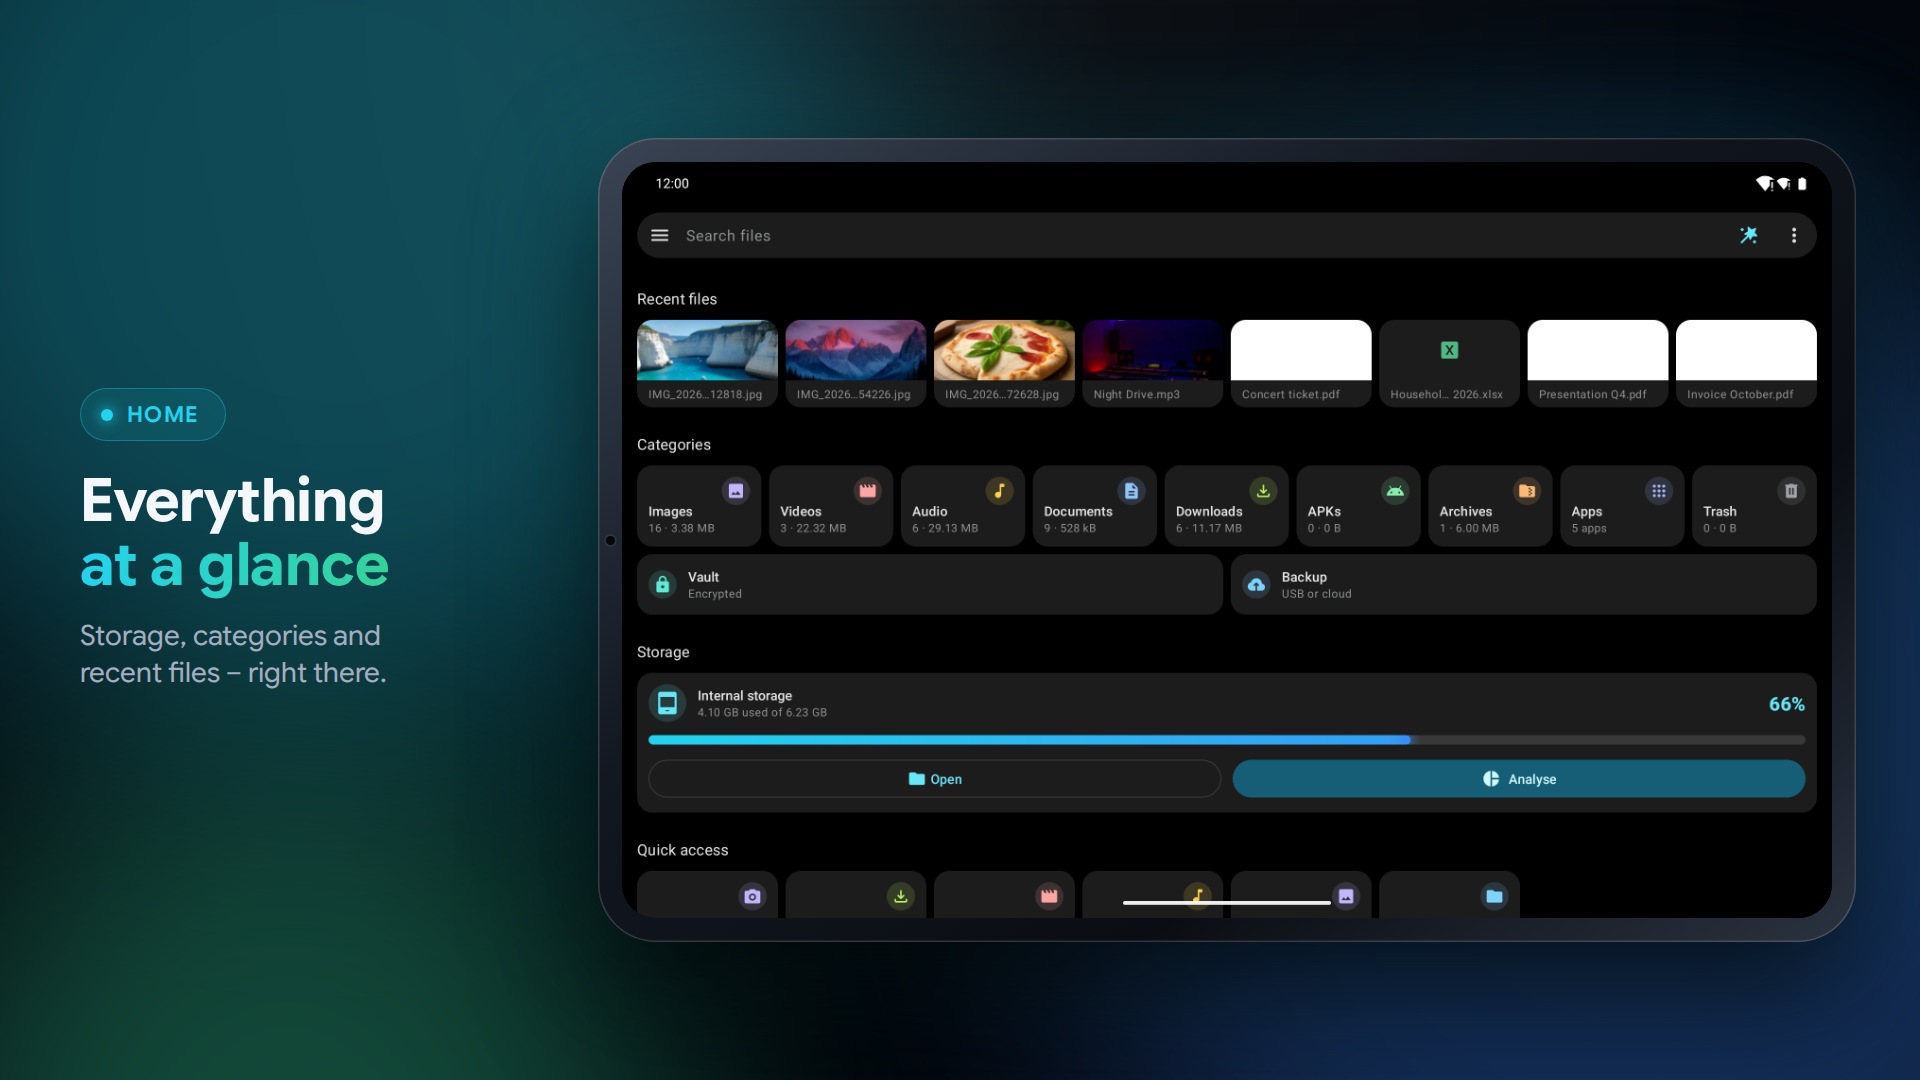 HOME
Everything
at a glance
Storage, categories and
recent files – right there.
12:00
Search files
Recent files
IMG_2026...12818.jpg
IMG_2026...54226.jpg
IMG_2026...72628.jpg
Night Drive.mp3
Concert ticket.pdf
X
Househol... 2026.xlsx
Presentation Q4.pdf
Invoice October.pdf
Categories
Images
16 · 3.38 MB
Videos
3 · 22.32 MB
Audio
6 · 29.13 MB
Documents
9 · 528 kB
Downloads
6 · 11.17 MB
APKs
0 · 0 B
Archives
1 · 6.00 MB
Apps
5 apps
Trash
0 · 0 B
Vault
Encrypted
Backup
USB or cloud
Storage
Internal storage
4.10 GB used of 6.23 GB
66%
Open
Analyse
Quick access